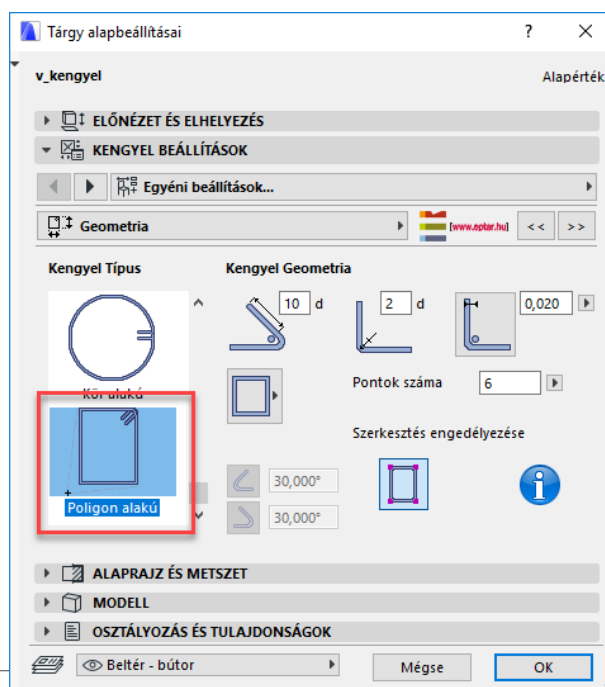 Tárgy alapbeállításai
v_kengyel
Alapérték
ELŐNÉZET ÉS ELHELYEZÉS
KENGYEL BEÁLLÍTÁSOK
Egyéni beállítások...
Geometria
[www.eptar.hu]
<< >>
Kengyel Típus
Kengyel Geometria
10 d
2 d
0,020
Kör alakú
Pontok száma 6
Szerkesztés engedélyezése
Poligon alakú
30,000°
30,000°
ALAPRAJZ ÉS METSZET
MODELL
OSZTÁLYOZÁS ÉS TULAJDONSÁGOK
Beltér - bútor
Mégse
OK